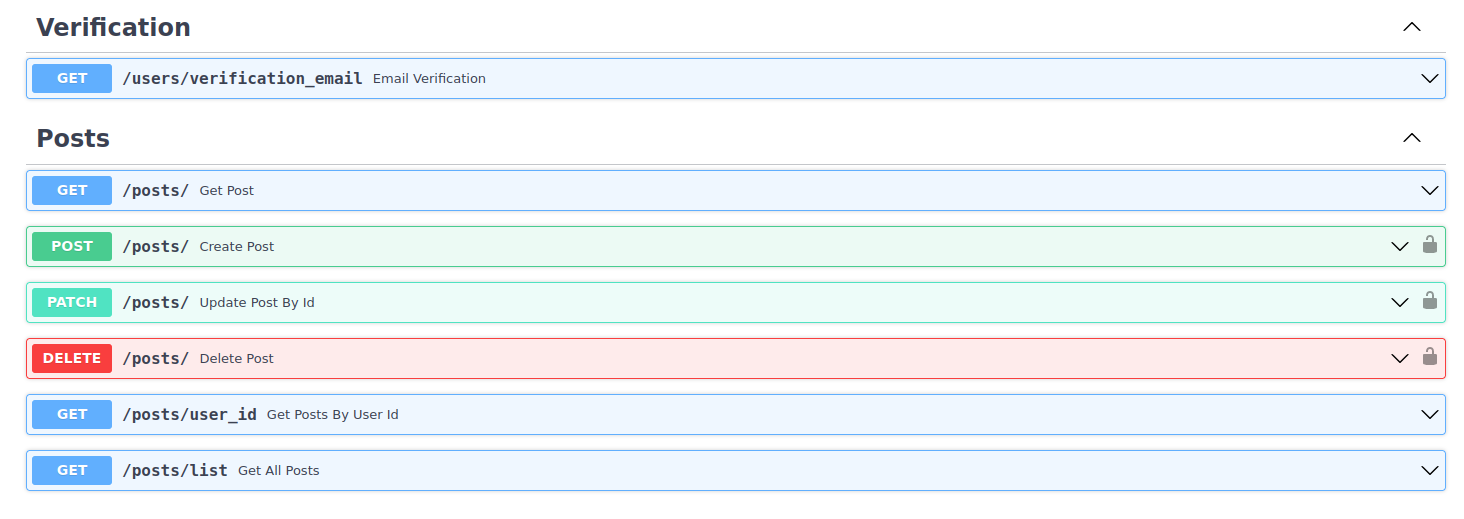 Verification
GET /users/verification_email Email Verification
Posts
GET /posts/ Get Post
POST /posts/ Create Post
PATCH /posts/ Update Post By Id
DELETE /posts/ Delete Post
GET /posts/user_id Get Posts By User Id
GET /posts/list Get All Posts